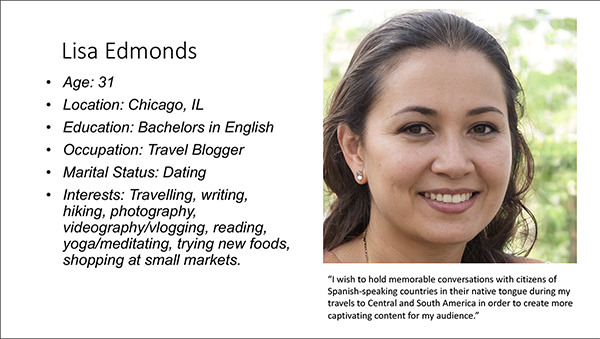 Lisa Edmonds
• Age: 31
• Location: Chicago, IL
• Education: Bachelors in English
• Occupation: Travel Blogger
• Marital Status: Dating
• Interests: Travelling, writing,
hiking, photography,
videography/vlogging, reading,
yoga/meditating, trying new foods,
shopping at small markets.
“I wish to hold memorable conversations with citizens of
Spanish-speaking countries in their native tongue during my
travels to Central and South America in order to create more
captivating content for my audience.”